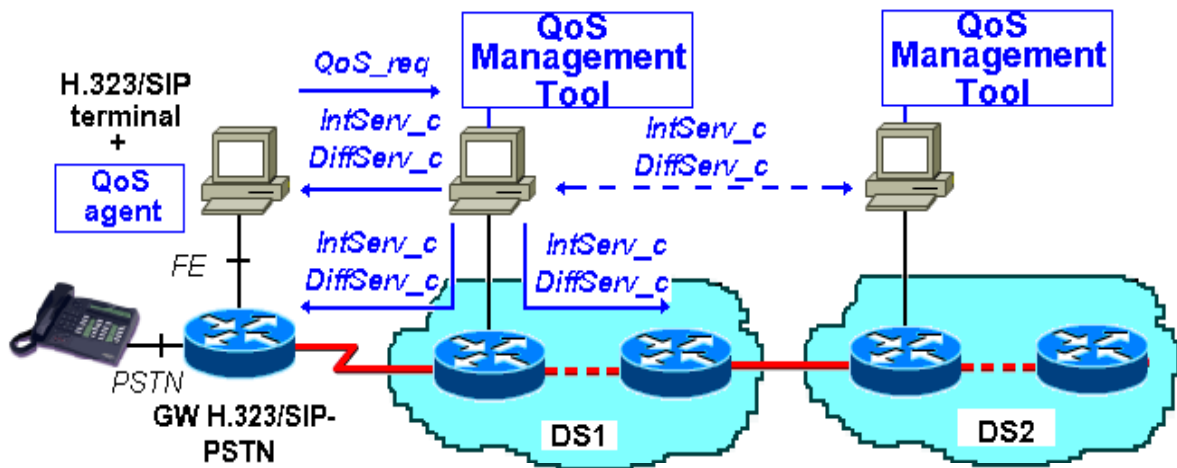 QoS
Management
Tool
QoS
Management
Tool
QoS_req
H.323/SIP
terminal
+
QoS
agent
IntServ_c
DiffServ_c
IntServ_c
DiffServ_c
IntServ_c
DiffServ_c
IntServ_c
DiffServ_c
FE
PSTN
GW H.323/SIP-
PSTN
DS1
DS2